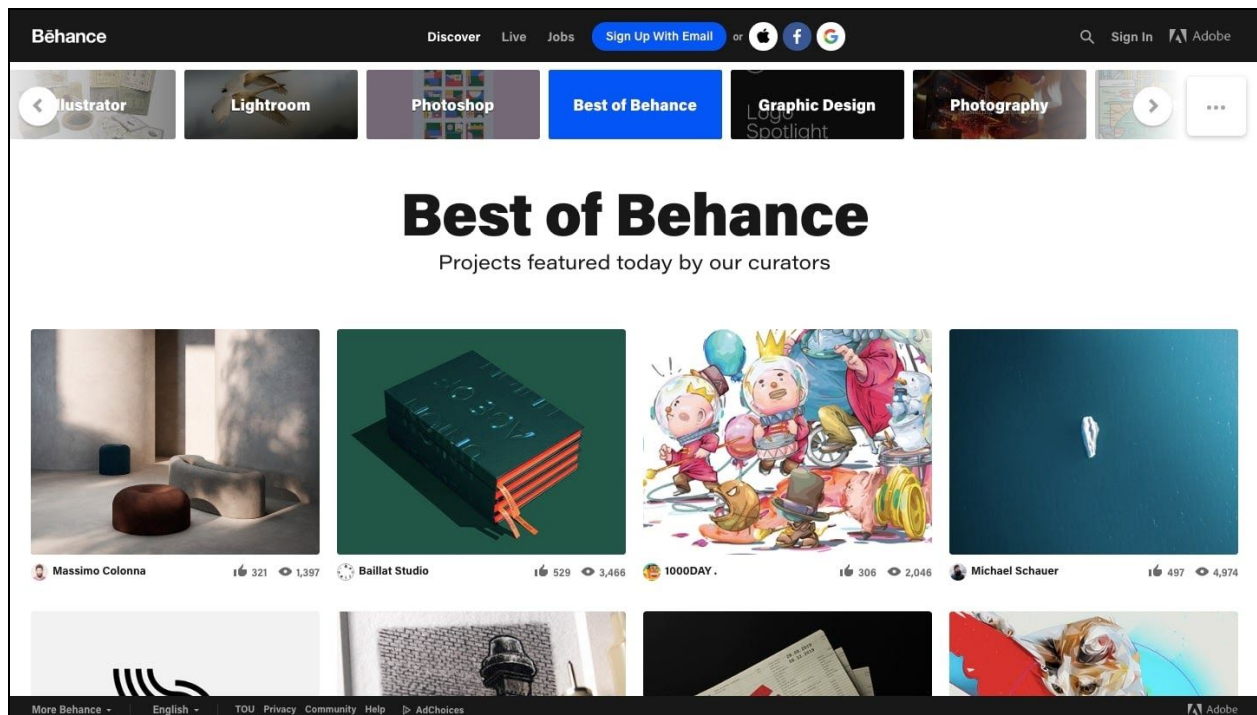 Bēhance
Discover Live Jobs Sign Up With Email or Sign In Adobe
llustrator
Lightroom
Photoshop
Best of Behance
Graphic Design
Logo
Spotlight
Photography
Best of Behance
Projects featured today by our curators
Massimo Colonna 321 1,397
Baillat Studio 529 3,466
1000DAY . 306 2,046
Michael Schauer 497 4,974
More Behance English TOU Privacy Community Help AdChoices Adobe